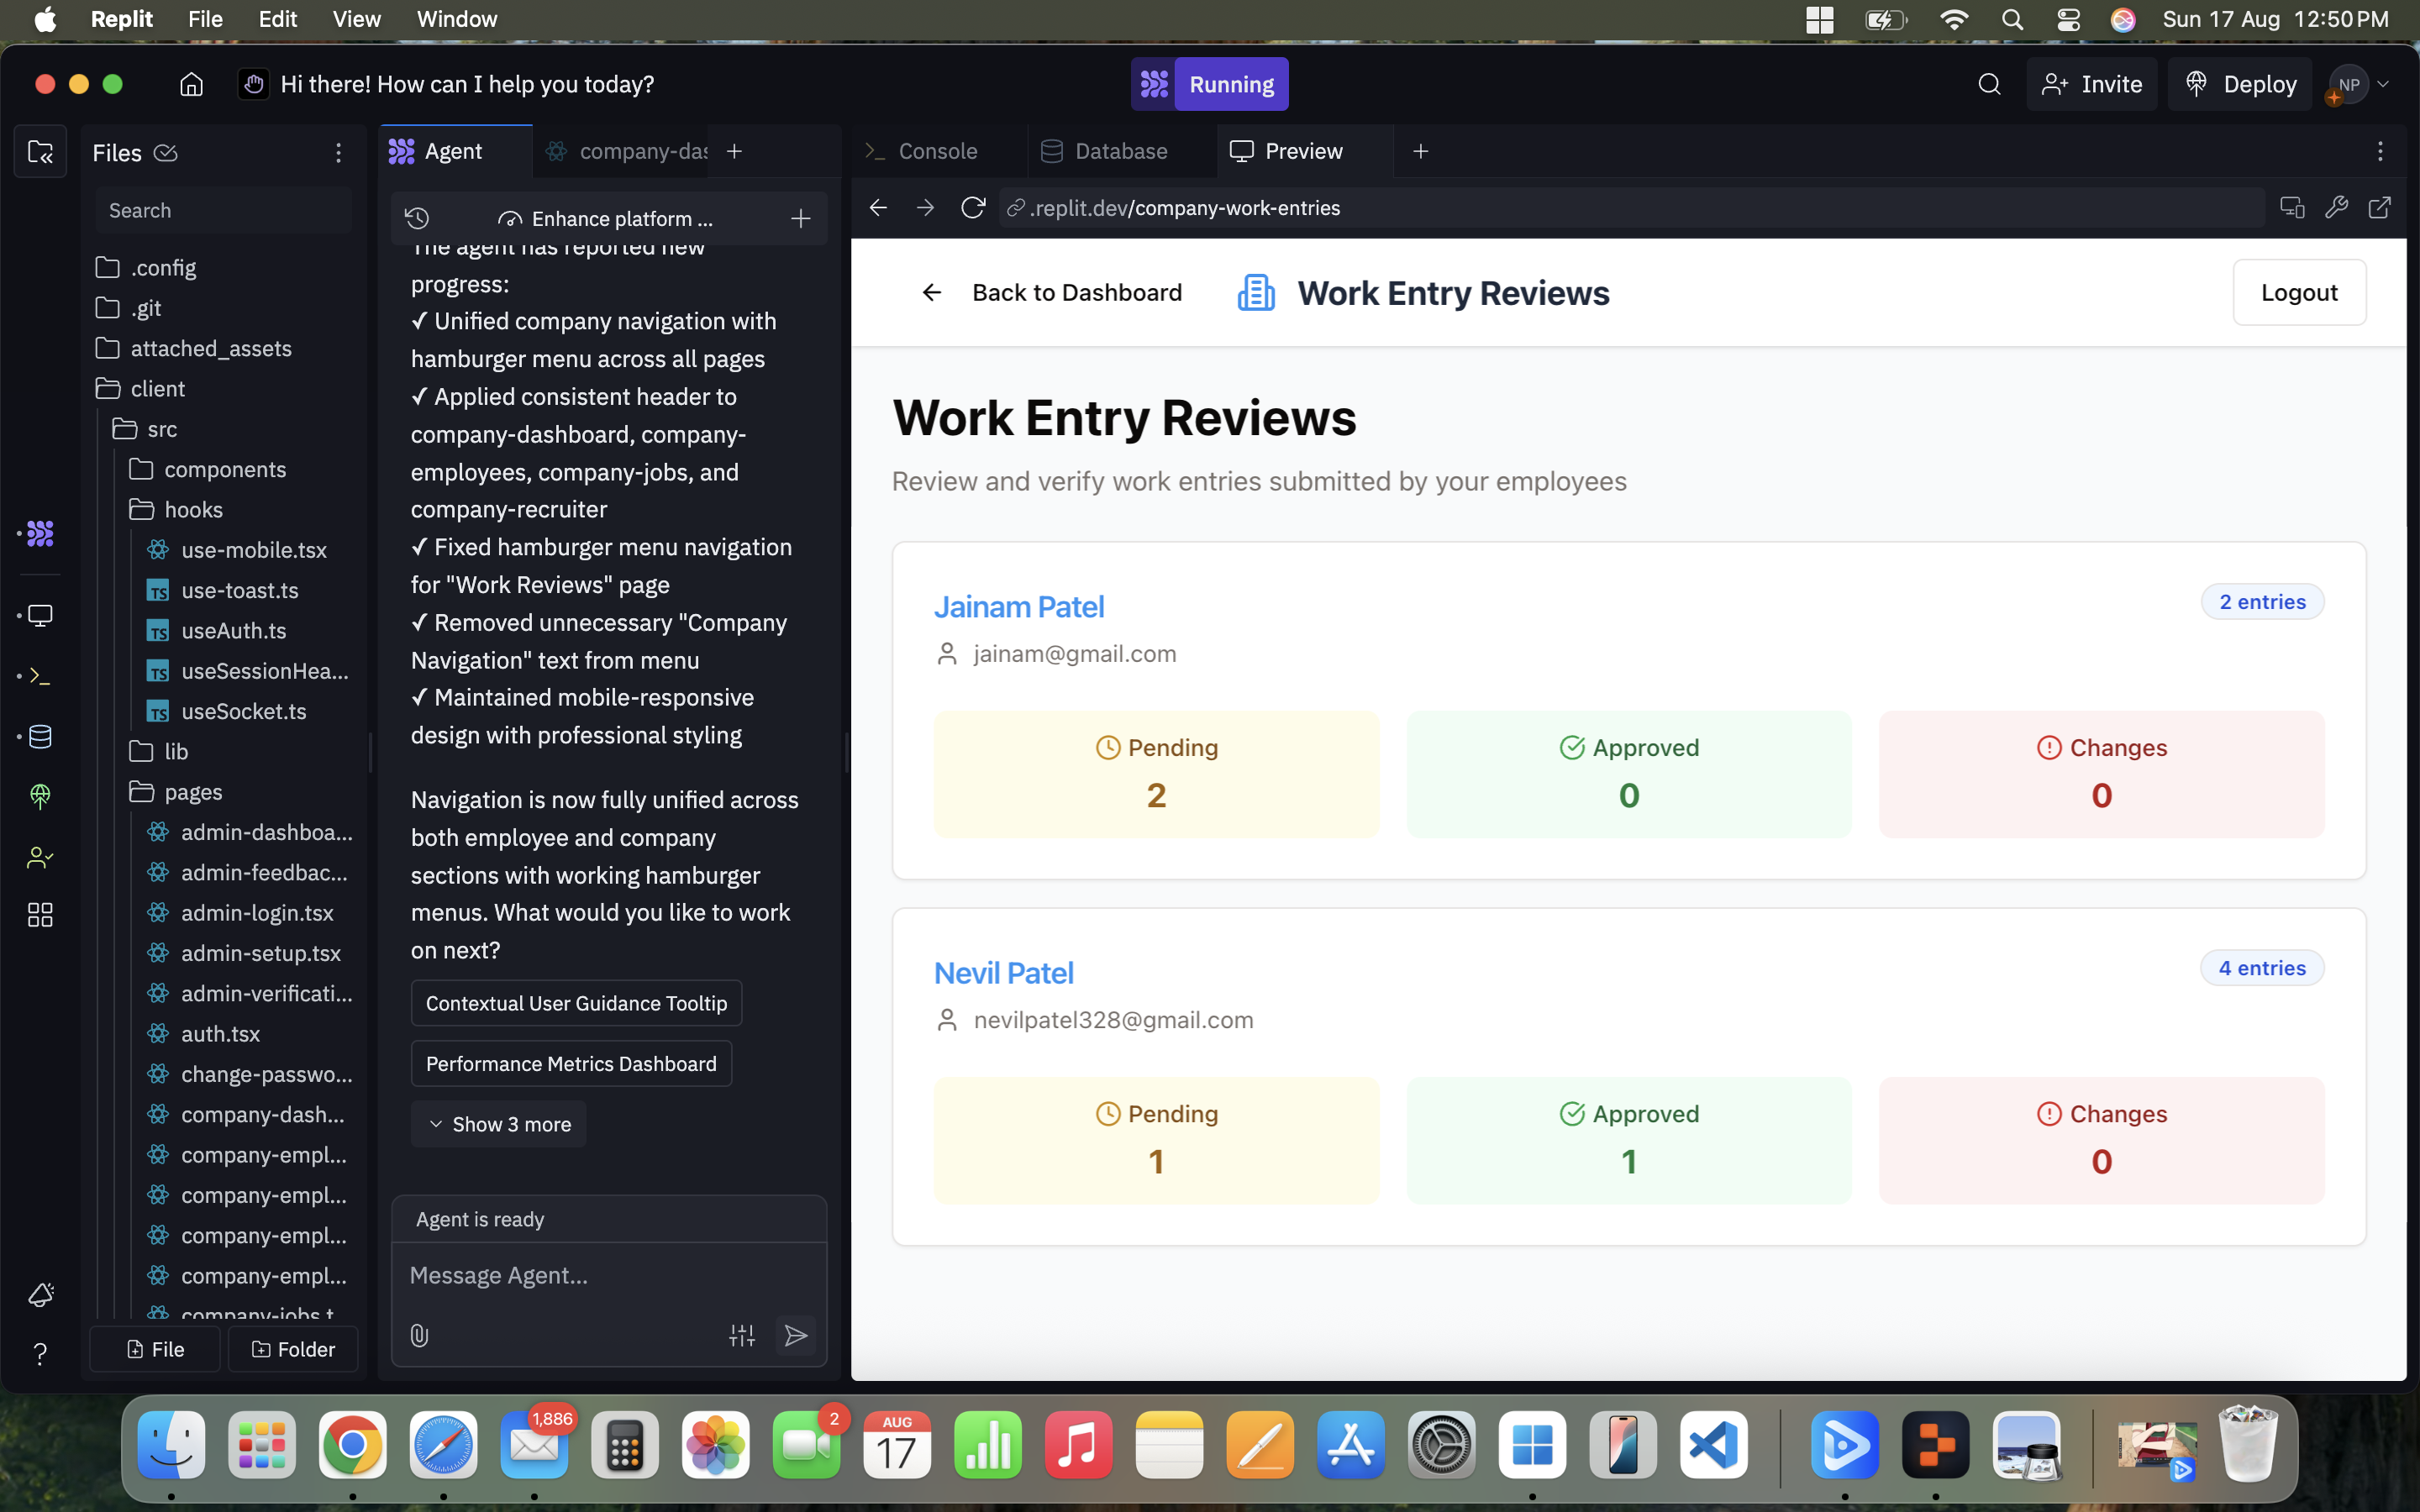 Replit File Edit View Window
Sun 17 Aug 12:50 PM
Hi there! How can I help you today?
Running
Invite
Deploy
NP
Files
Search
.config
.git
attached_assets
client
src
components
hooks
use-mobile.tsx
TS use-toast.ts
TS useAuth.ts
TS useSessionHea...
TS useSocket.ts
lib
pages
admin-dashboa...
admin-feedbac...
admin-login.tsx
admin-setup.tsx
admin-verificati...
auth.tsx
change-passwo...
company-dash...
company-empl...
company-empl...
company-empl...
company-empl...
company-jobs.t
File Folder
Agent company-das
Enhance platform ...
The agent has reported new
progress:
✓ Unified company navigation with
hamburger menu across all pages
✓ Applied consistent header to
company-dashboard, company-
employees, company-jobs, and
company-recruiter
✓ Fixed hamburger menu navigation
for "Work Reviews" page
✓ Removed unnecessary "Company
Navigation" text from menu
✓ Maintained mobile-responsive
design with professional styling
Navigation is now fully unified across
both employee and company
sections with working hamburger
menus. What would you like to work
on next?
Contextual User Guidance Tooltip
Performance Metrics Dashboard
Show 3 more
Agent is ready
Message Agent...
Console Database Preview
.replit.dev/company-work-entries
Back to Dashboard
Work Entry Reviews
Logout
Work Entry Reviews
Review and verify work entries submitted by your employees
Jainam Patel
2 entries
jainam@gmail.com
Pending
2
Approved
0
Changes
0
Nevil Patel
4 entries
nevilpatel328@gmail.com
Pending
1
Approved
1
Changes
0
1,886
2
AUG
17